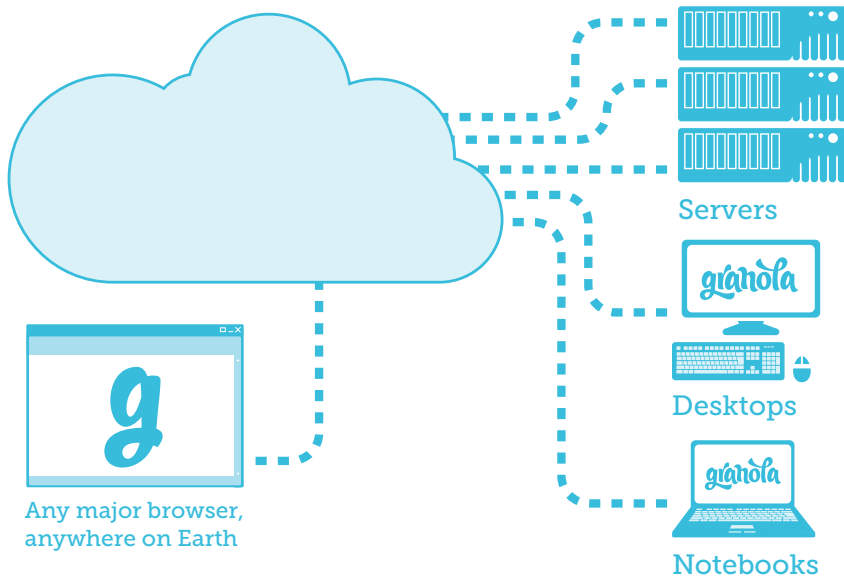 Servers
granola
Desktops
g
granola
Any major browser,
anywhere on Earth
Notebooks